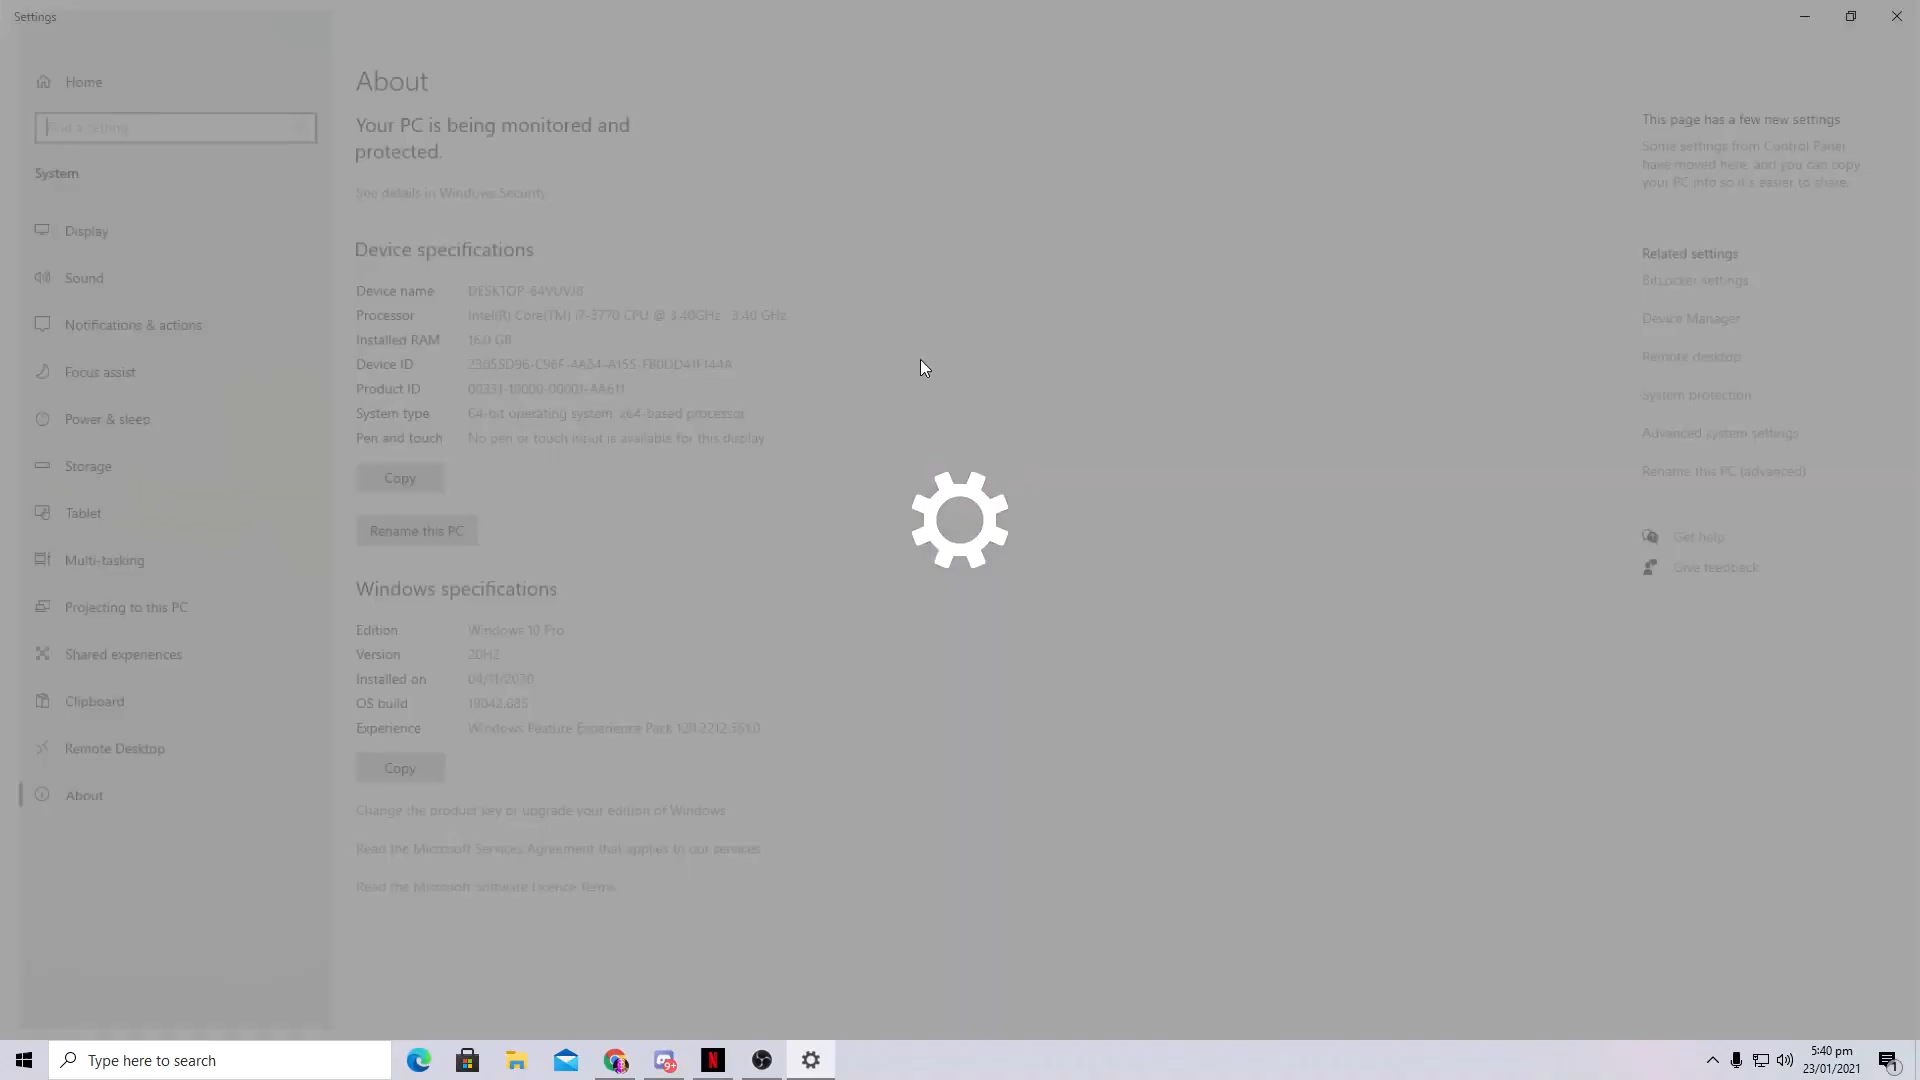 Settings
Home
Find a setting
System
Display
Sound
Notifications & actions
Focus assist
Power & sleep
Storage
Tablet
Multi-tasking
Projecting to this PC
Shared experiences
Clipboard
Remote Desktop
About
About
Your PC is being monitored and
protected.
See details in Windows Security
Device specifications
Device name
Processor Intel(R) Core(TM) i7-3770 CPU @ 3.40GHz 3.40 GHz
Installed RAM 16.0 GB
Device ID
Product ID 00331-10000-00001-AA611
System type 64-bit operating system, x64-based processor
Pen and touch No pen or touch input is available for this display
Copy
Rename this PC
Windows specifications
Edition Windows 10 Pro
Version 20H2
Installed on 04/11/2020
OS build 19042.685
Experience Windows Feature Experience Pack 120.2212.551.0
Copy
Change the product key or upgrade your edition of Windows
Read the Microsoft Services Agreement that applies to our services
Read the Microsoft Software Licence Terms
This page has a few new settings
Some settings from Control Panel
have moved here, and you can copy
your PC info so it's easier to share.
Related settings
BitLocker settings
Device Manager
Remote desktop
System protection
Advanced system settings
Rename this PC (advanced)
Get help
Give feedback
Type here to search
9+
N
5:40 pm
23/01/2021
1